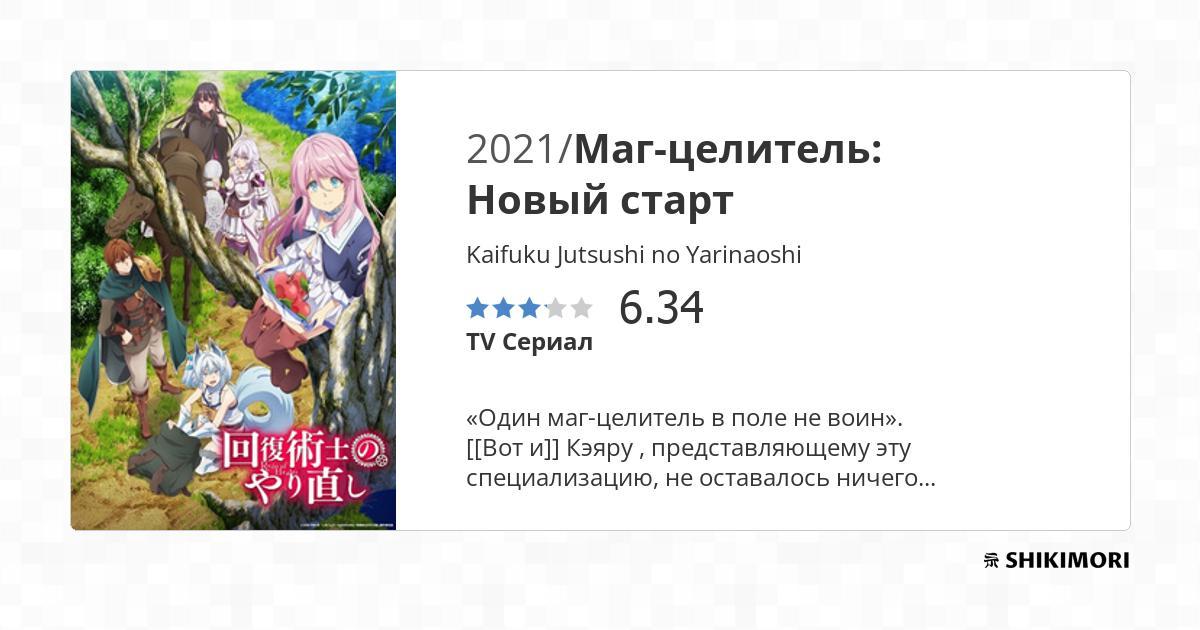 2021/Маг-целитель:
Новый старт
Kaifuku Jutsushi no Yarinaoshi
6.34
TV Сериал
«Один маг-целитель в поле не воин».
[[Вот и]] Кэяру , представляющему эту
специализацию, не оставалось ничего...
回復術士の
やり直し
SHIKIMORI